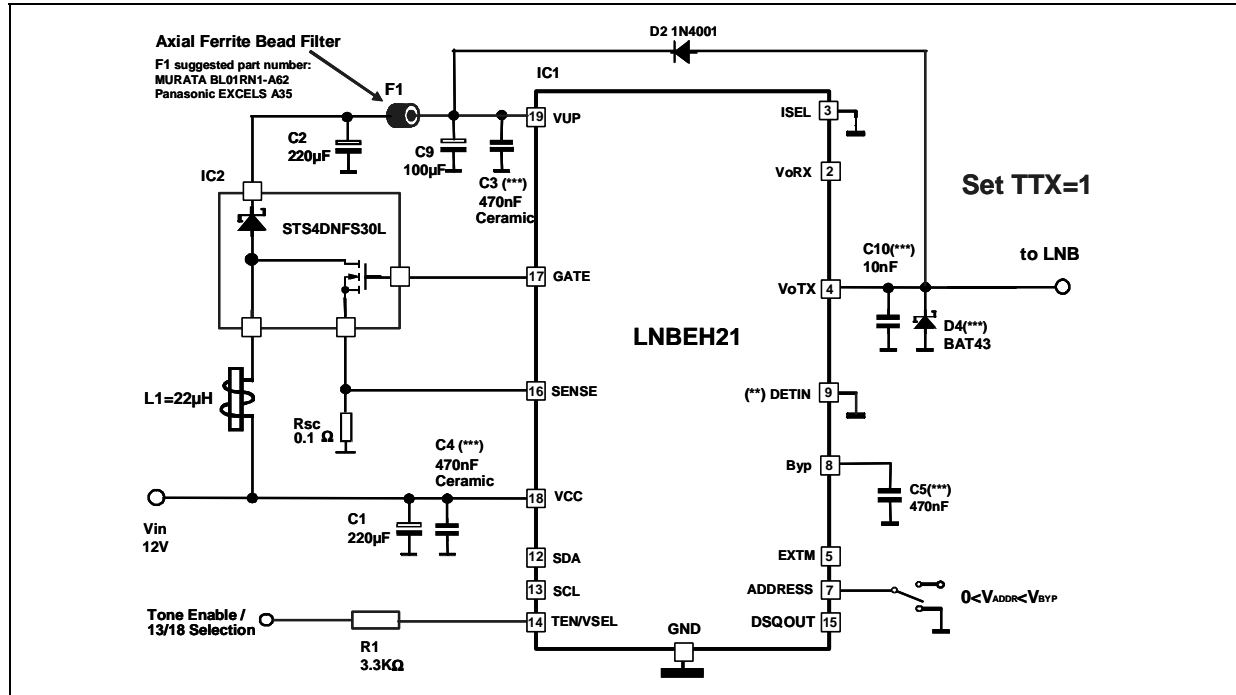 D2 1N4001
Axial Ferrite Bead Filter
F1 suggested part number:
MURATA BL01RN1-A62
Panasonic EXCELS A35
F1
IC1
19
VUP
ISEL
3
C2
220µF
C9
100µF
C3 (***)
470nF
Ceramic
VoRX
2
Set TTX=1
IC2
STS4DNFS30L
17
GATE
C10(***)
10nF
to LNB
VoTX
4
LNBEH21
D4(***)
BAT43
L1=22µH
16
SENSE
(**) DETIN
9
Rsc
0.1 Ω
C4 (***)
470nF
Ceramic
Byp
8
C5(***)
470nF
18
VCC
Vin
12V
C1
220µF
12
SDA
EXTM
5
13
SCL
ADDRESS
7
0<VADDR<VBYP
Tone Enable /
13/18 Selection
14
TEN/VSEL
DSQOUT
15
R1
3.3KΩ
GND